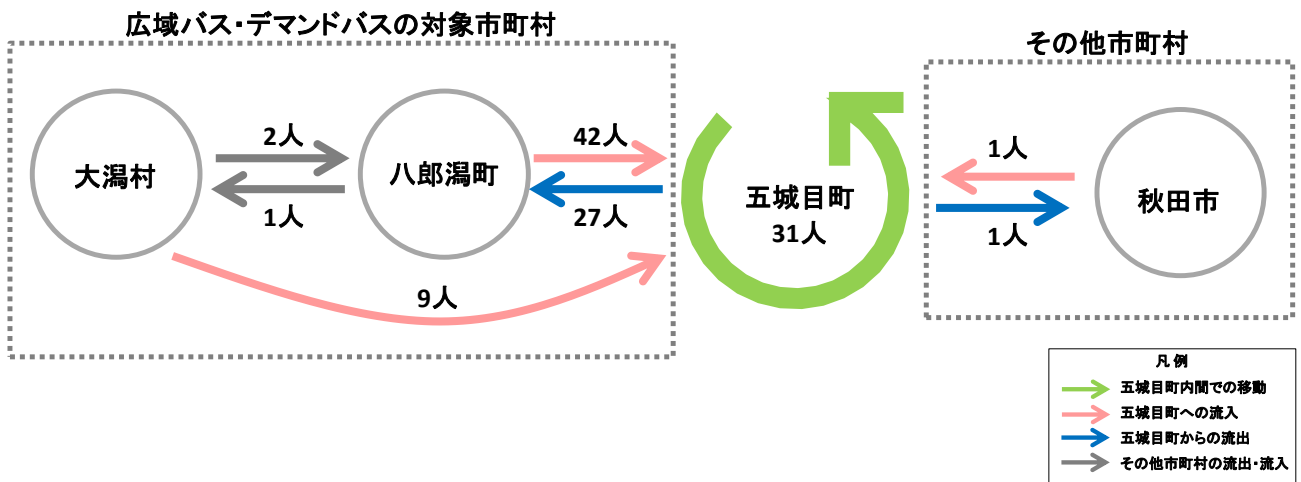 広域バス・デマンドバスの対象市町村
その他市町村
大潟村
2人
1人
八郎潟町
42人
27人
9人
五城目町
31人
1人
1人
秋田市
凡例
五城目町内間での移動
五城目町への流入
五城目町からの流出
その他市町村の流出・流入